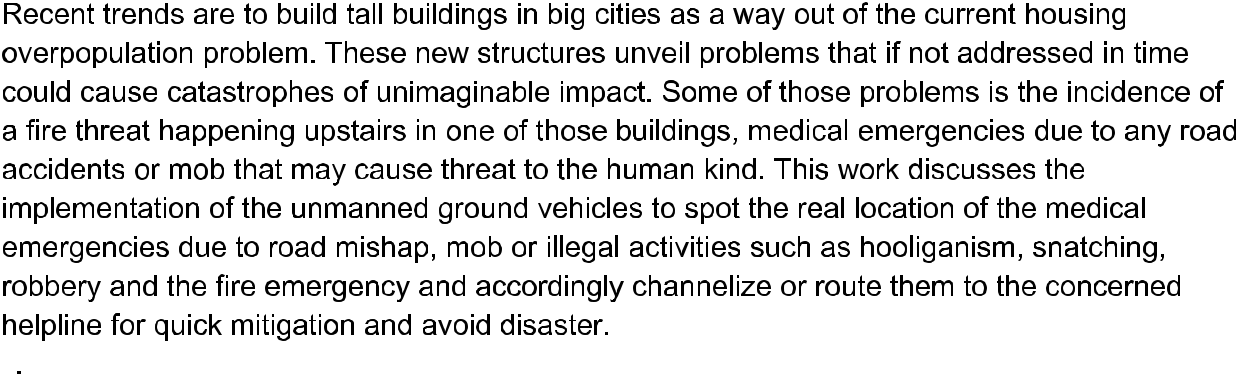 Recent trends are to build tall buildings in big cities as a way out of the current housing
overpopulation problem. These new structures unveil problems that if not addressed in time
could cause catastrophes of unimaginable impact. Some of those problems is the incidence of
a fire threat happening upstairs in one of those buildings, medical emergencies due to any road
accidents or mob that may cause threat to the human kind. This work discusses the
implementation of the unmanned ground vehicles to spot the real location of the medical
emergencies due to road mishap, mob or illegal activities such as hooliganism, snatching,
robbery and the fire emergency and accordingly channelize or route them to the concerned
helpline for quick mitigation and avoid disaster.